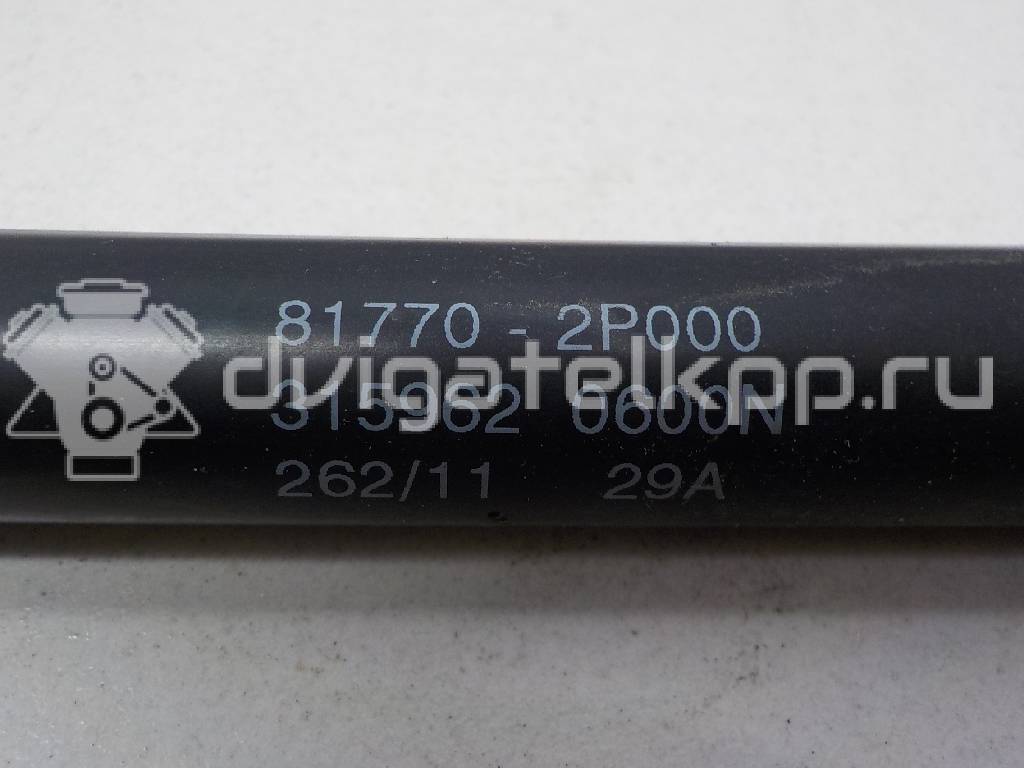 81770 - 2P000
315962 0600N
262/11 29A
dvigatelkpp.ru